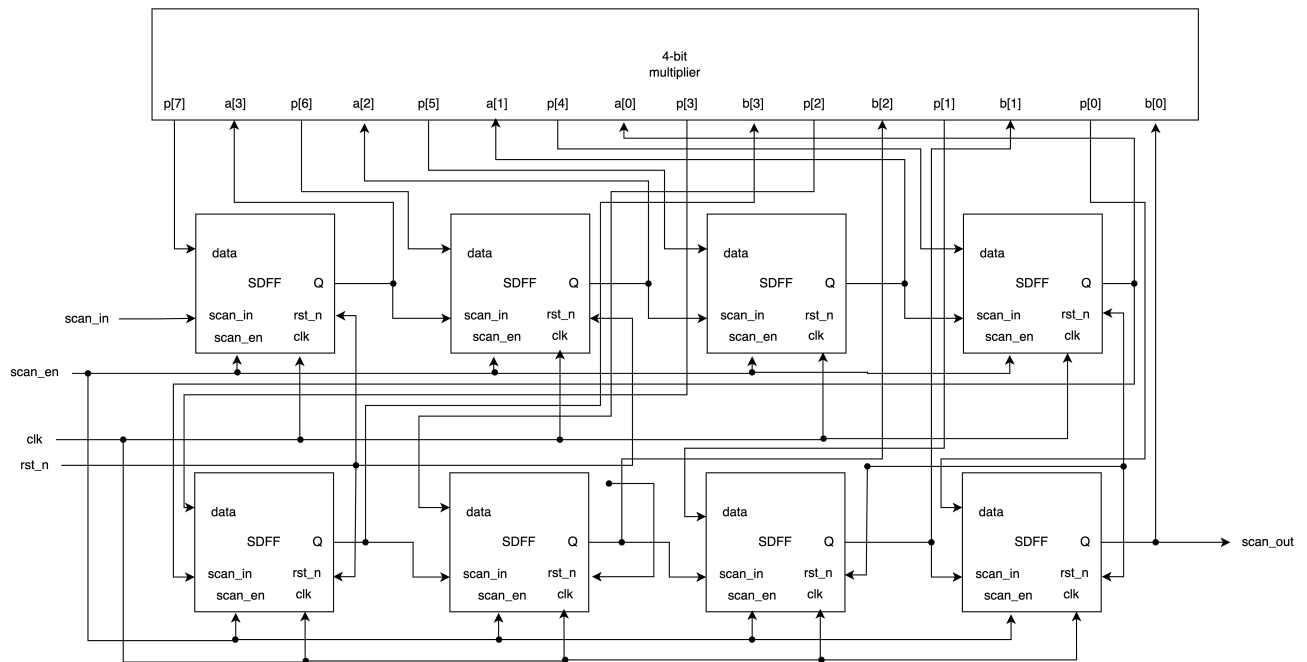 4-bit
multiplier
p[7] a[3] p[6] a[2] p[5] a[1] p[4] a[0] p[3] b[3] p[2] b[2] p[1] b[1] p[0] b[0]
data data data data
SDFF Q SDFF Q SDFF Q SDFF Q
scan_in scan_in rst_n scan_in rst_n scan_in rst_n scan_in rst_n
scan_en clk scan_en clk scan_en clk scan_en clk
scan_en
clk
rst_n
data data data data
SDFF Q SDFF Q SDFF Q SDFF Q scan_out
scan_in rst_n scan_in rst_n scan_in rst_n scan_in rst_n
scan_en clk scan_en clk scan_en clk scan_en clk